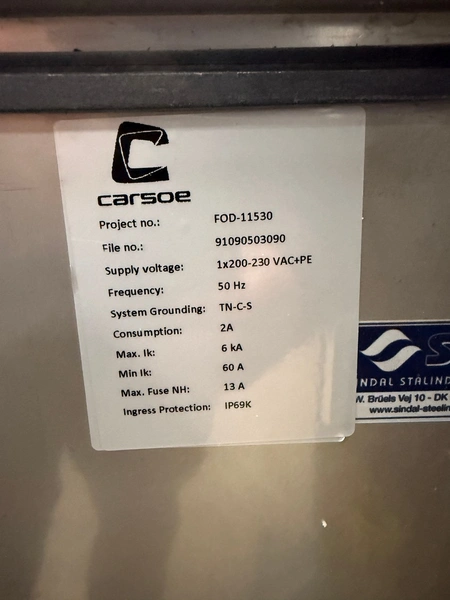 carsoe
Project no.: FOD-11530
File no.: 91090503090
Supply voltage: 1x200-230 VAC+PE
Frequency: 50 Hz
System Grounding: TN-C-S
Consumption: 2A
Max. Ik: 6 kA
Min Ik: 60 A
Max. Fuse NH: 13 A
Ingress Protection: IP69K
S
INDAL STÅLIND
W. Brüels Vej 10 - DK
www.sindal-steelin